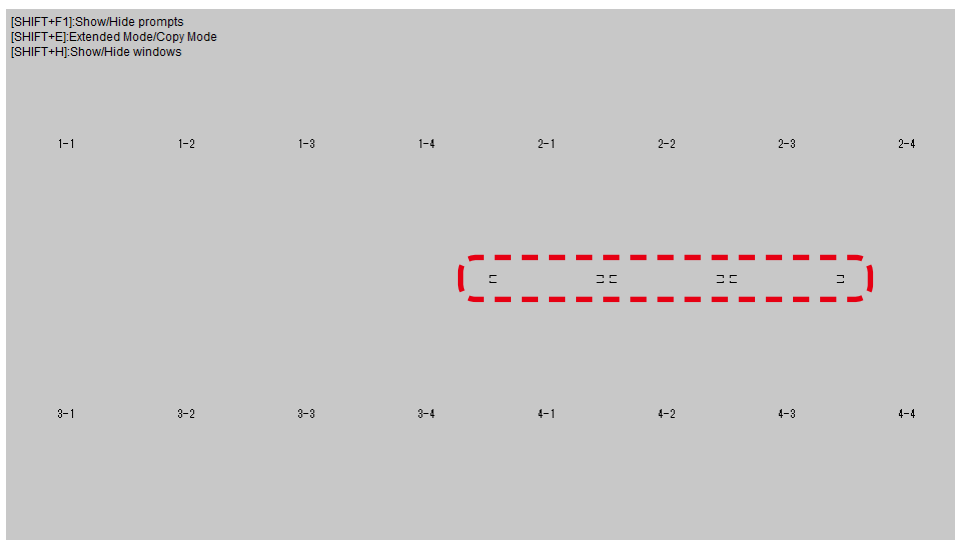 [SHIFT+F1]:Show/Hide prompts
[SHIFT+E]:Extended Mode/Copy Mode
[SHIFT+H]:Show/Hide windows
1-1 1-2 1-3 1-4 2-1 2-2 2-3 2-4
3-1 3-2 3-3 3-4 4-1 4-2 4-3 4-4